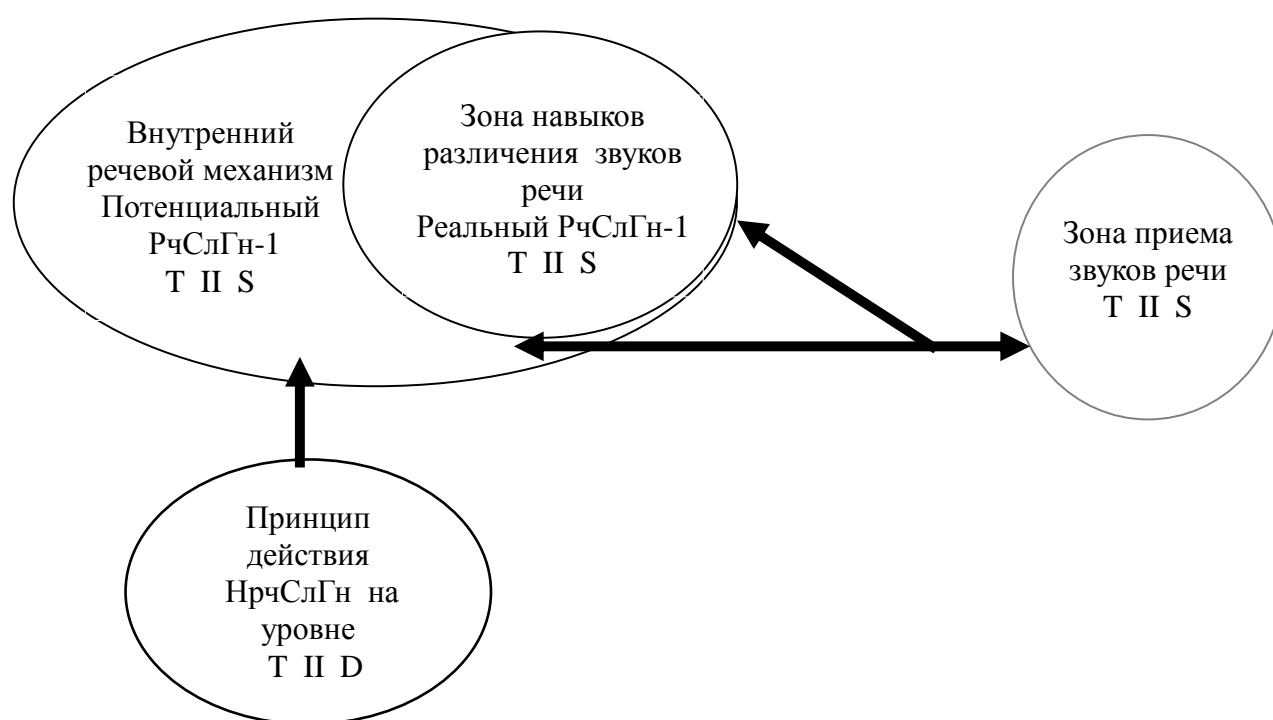 Внутренний
речевой механизм
Потенциальный
РчСлГн-1
T II S
Зона навыков
различения звуков
речи
Реальный РчСлГн-1
T II S
Зона приема
звуков речи
T II S
Принцип
действия
НрчСлГн на
уровне
T II D